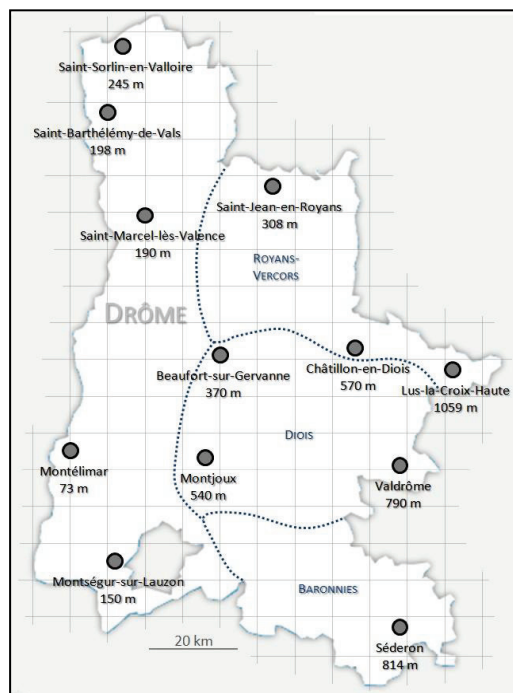 Saint-Sorlin-en-Valloire
245 m
Saint-Barthélémy-de-Vals
198 m
Saint-Jean-en-Royans
308 m
Saint-Marcel-lès-Valence
190 m
ROYANS-
VERCORS
DRÔME
Beaufort-sur-Gervanne
370 m
Châtillon-en-Diois
570 m
Lus-la-Croix-Haute
1059 m
DIOIS
Montélimar
73 m
Montjoux
540 m
Valdrôme
790 m
Montségur-sur-Lauzon
150 m
BARONNIES
20 km
Séderon
814 m